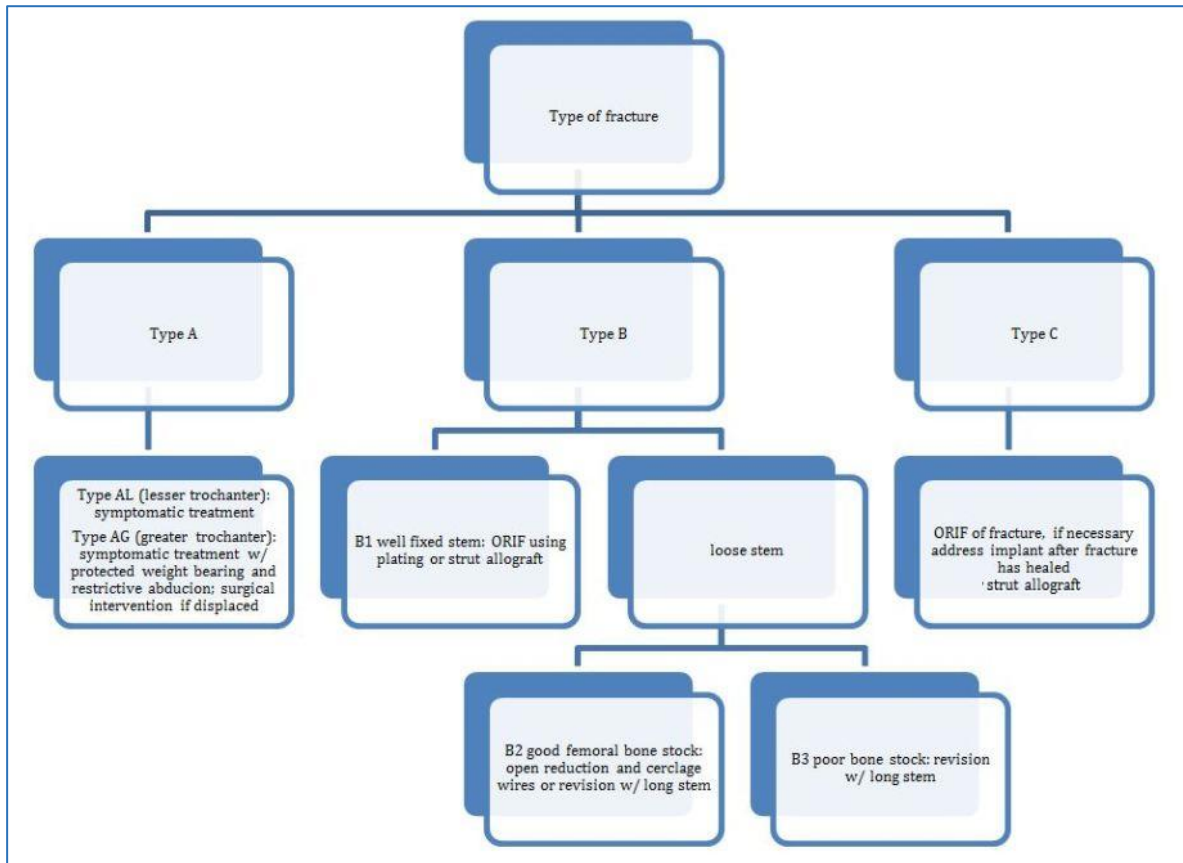 Type of fracture
Type A
Type B
Type C
Type AL (lesser trochanter):
symptomatic treatment
Type AG (greater trochanter):
symptomatic treatment w/
protected weight bearing and
restrictive abducion; surgical
intervention if displaced
B1 well fixed stem: ORIF using
plating or strut allograft
loose stem
ORIF of fracture, if necessary
address implant after fracture
has healed
strut allograft
B2 good femoral bone stock:
open reduction and cerclage
wires or revision w/ long stem
B3 poor bone stock: revision
w/ long stem